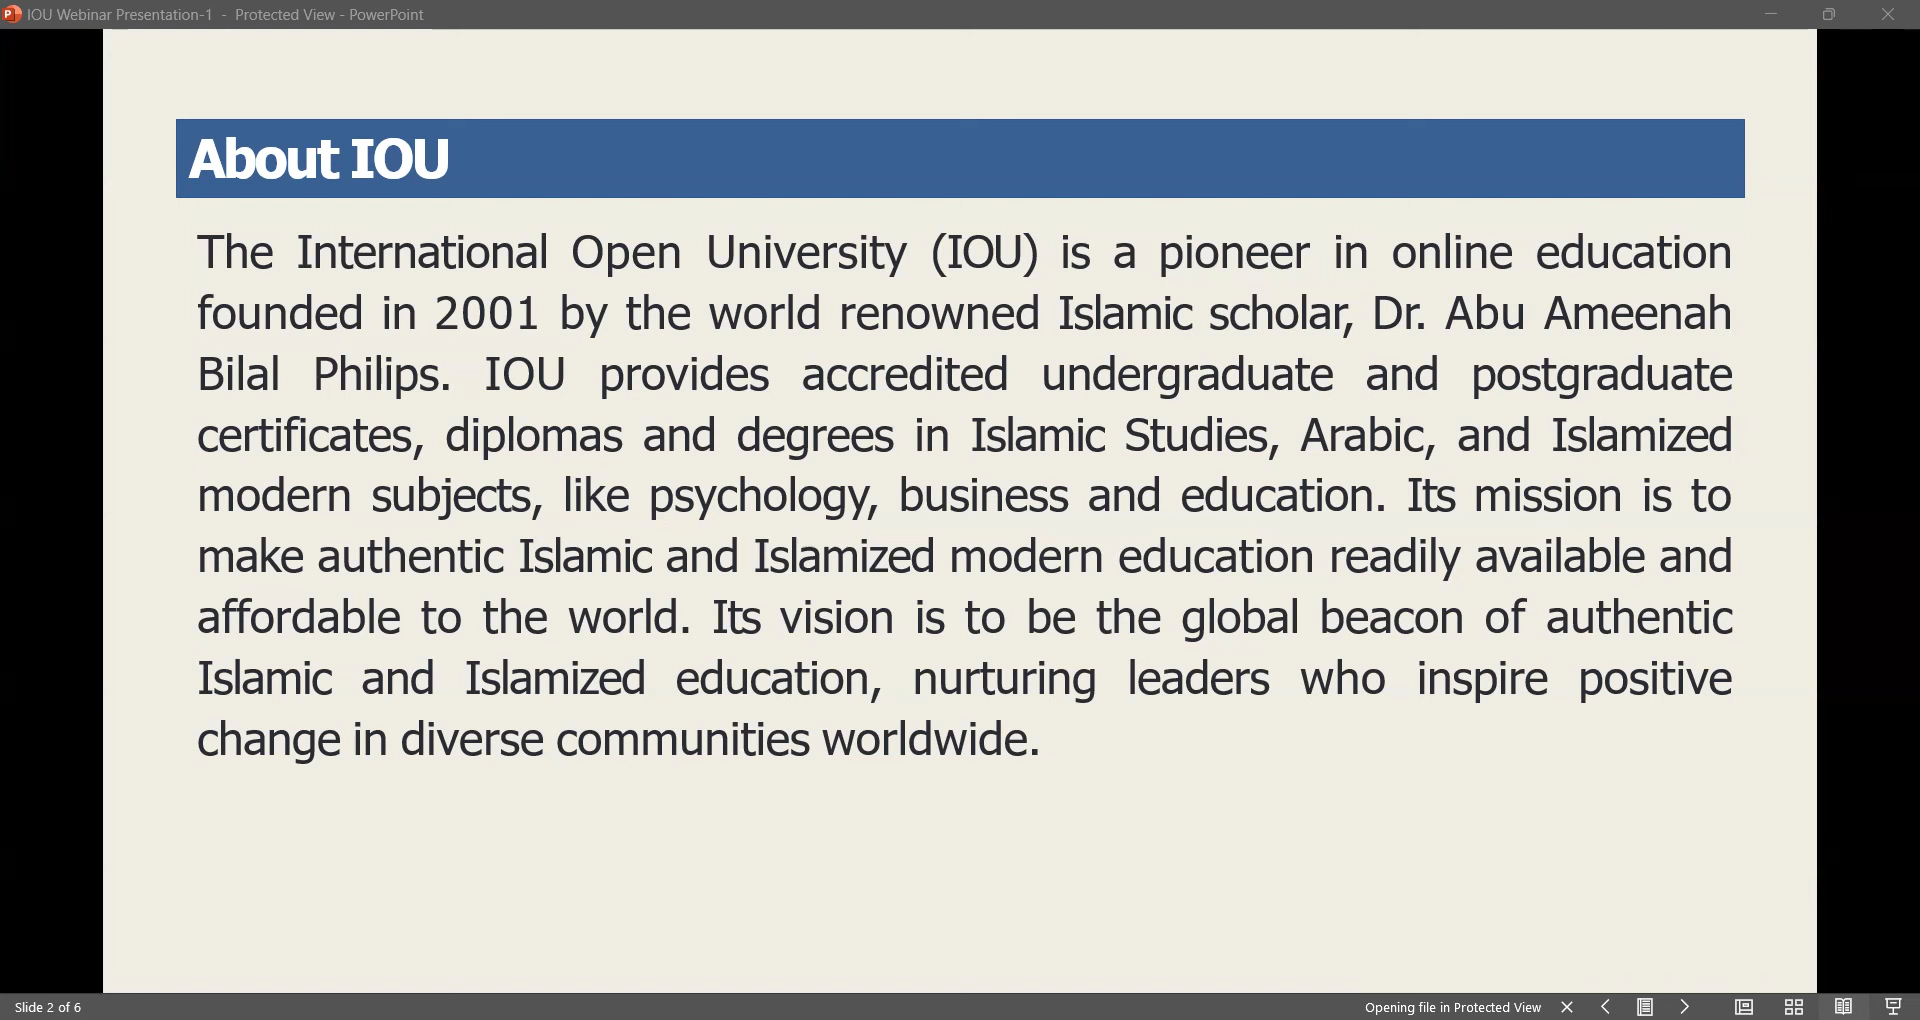 IOU Webinar Presentation-1 - Protected View - PowerPoint
About IOU
The International Open University (IOU) is a pioneer in online education
founded in 2001 by the world renowned Islamic scholar, Dr. Abu Ameenah
Bilal Philips. IOU provides accredited undergraduate and postgraduate
certificates, diplomas and degrees in Islamic Studies, Arabic, and Islamized
modern subjects, like psychology, business and education. Its mission is to
make authentic Islamic and Islamized modern education readily available and
affordable to the world. Its vision is to be the global beacon of authentic
Islamic and Islamized education, nurturing leaders who inspire positive
change in diverse communities worldwide.
Slide 2 of 6
Opening file in Protected View